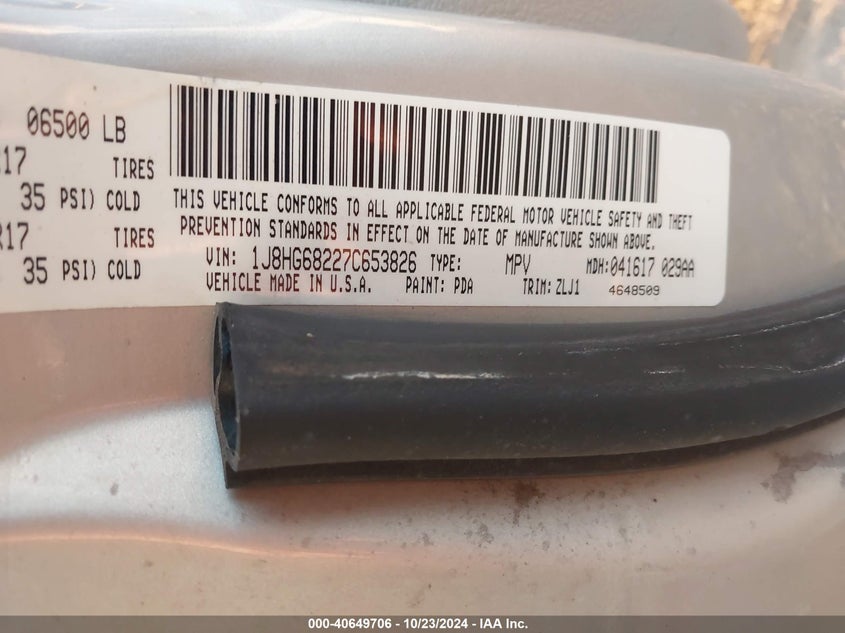 06500 LB
17 TIRES
35 PSI) COLD
R17 TIRES
35 PSI) COLD
THIS VEHICLE CONFORMS TO ALL APPLICABLE FEDERAL MOTOR VEHICLE SAFETY AND THEFT
PREVENTION STANDARDS IN EFFECT ON THE DATE OF MANUFACTURE SHOWN ABOVE.
VIN: 1J8HG68227C653826 TYPE: MPV MDH:041617 029AA
VEHICLE MADE IN U.S.A. PAINT: PDA TRIM: ZLJ1 4648509
000-40649706 - 10/23/2024 - IAA Inc.